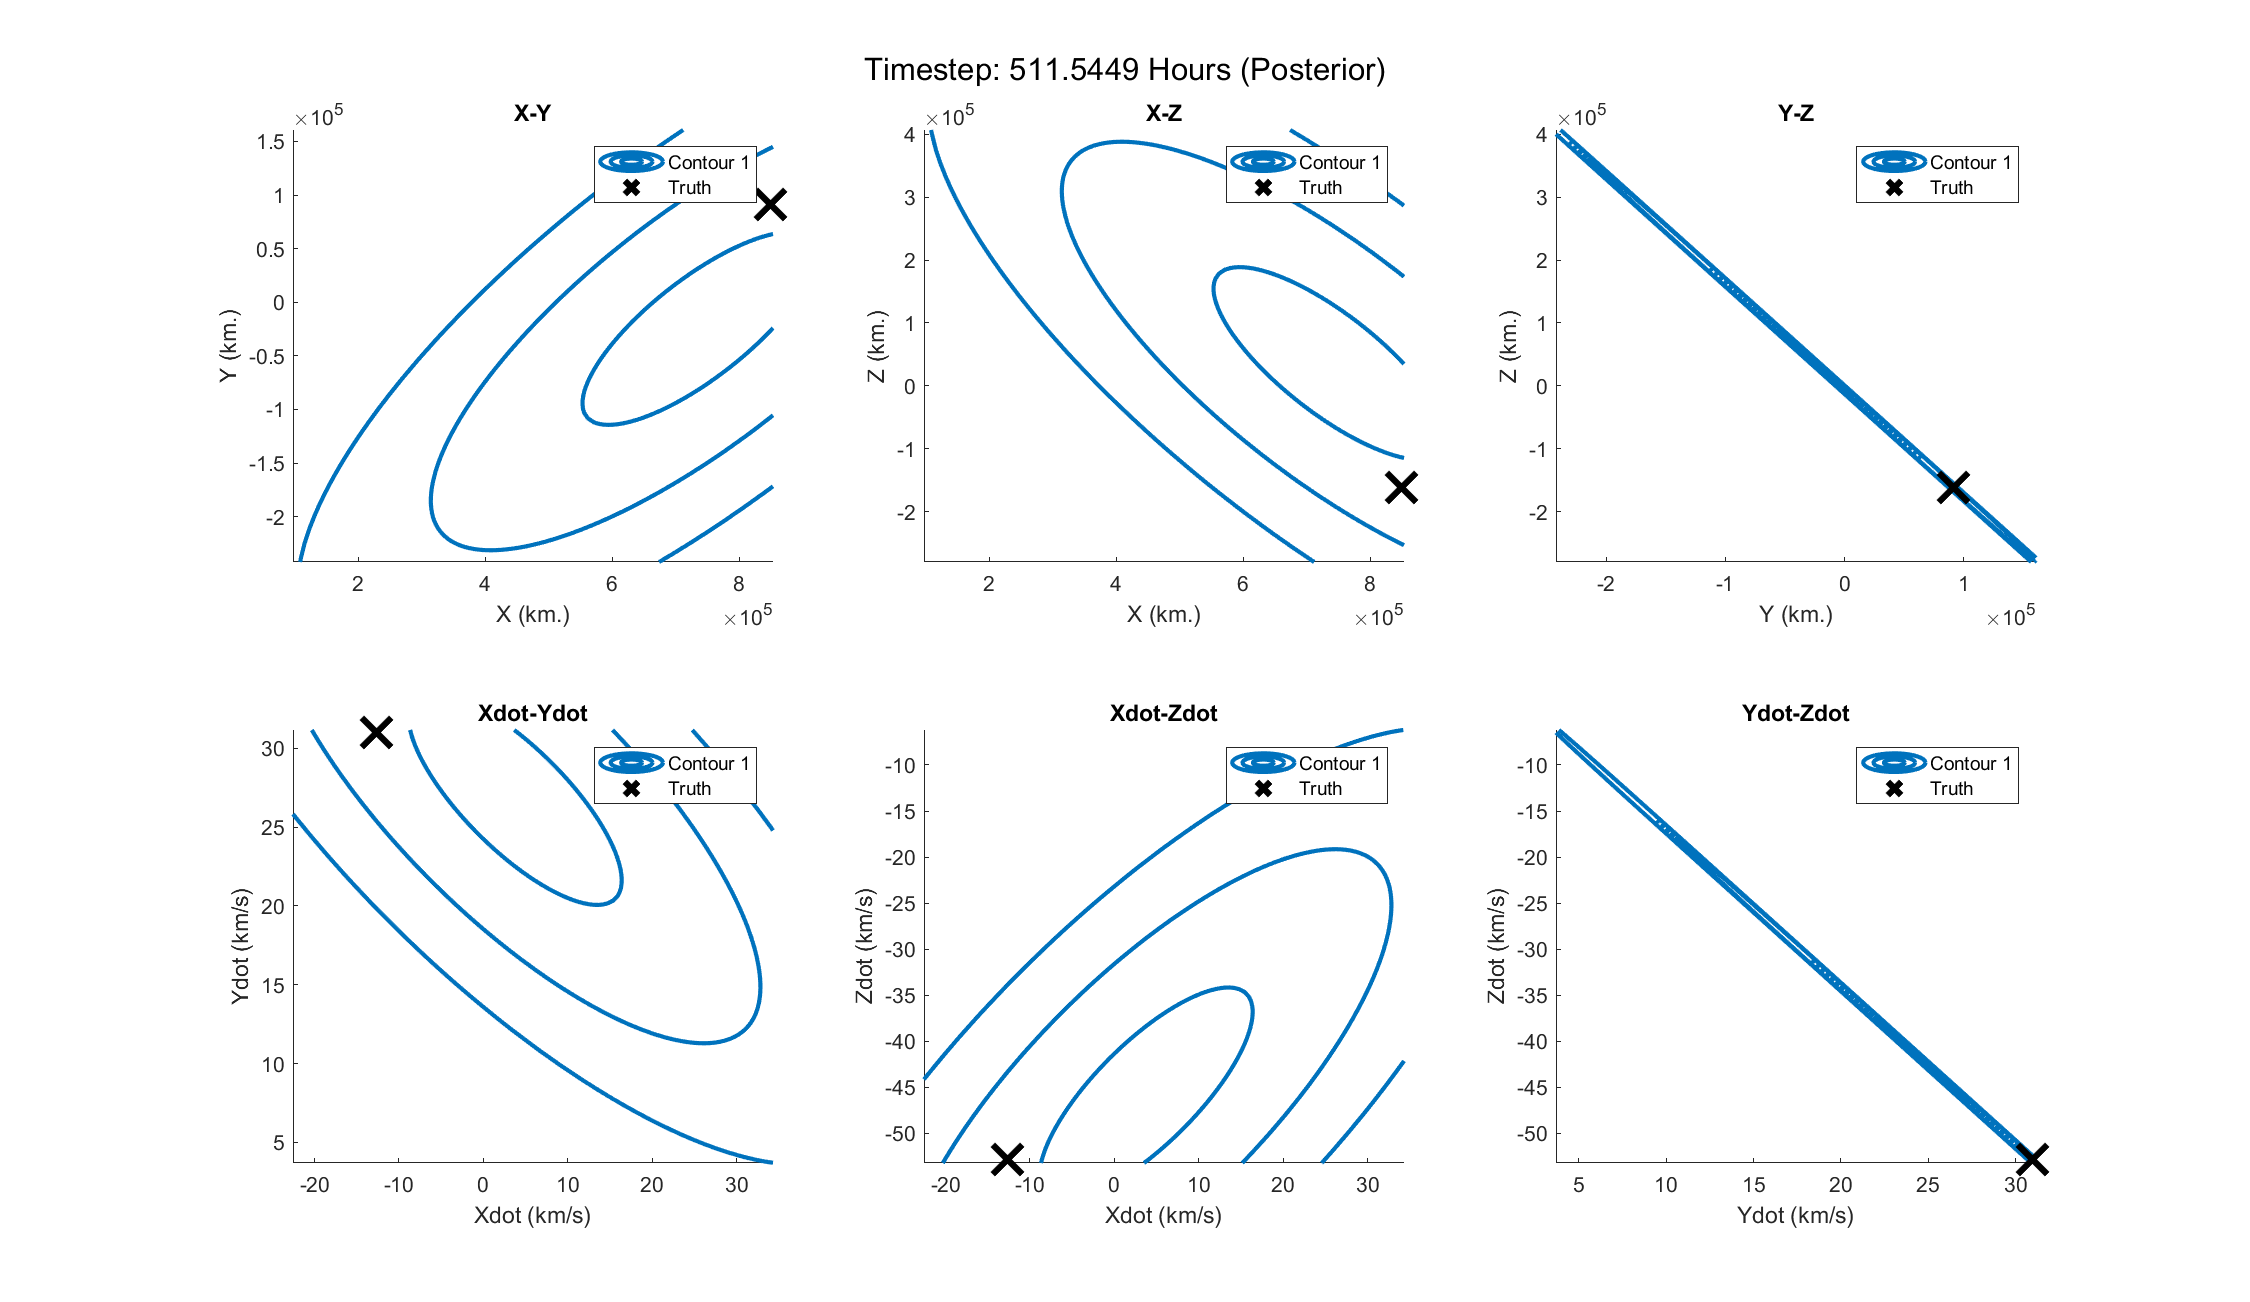 Timestep: 511.5449 Hours (Posterior)
X-Y
×10^5
1.5
1
0.5
0
-0.5
-1
-1.5
-2
Y (km.)
2 4 6 8
X (km.)
×10^5
Contour 1
Truth
X-Z
×10^5
4
3
2
1
0
-1
-2
Z (km.)
2 4 6 8
X (km.)
×10^5
Contour 1
Truth
Y-Z
×10^5
4
3
2
1
0
-1
-2
Z (km.)
-2 -1 0 1
Y (km.)
×10^5
Contour 1
Truth
Xdot-Ydot
30
25
20
15
10
5
Ydot (km/s)
-20 -10 0 10 20 30
Xdot (km/s)
Contour 1
Truth
Xdot-Zdot
-10
-15
-20
-25
-30
-35
-40
-45
-50
Zdot (km/s)
-20 -10 0 10 20 30
Xdot (km/s)
Contour 1
Truth
Ydot-Zdot
-10
-15
-20
-25
-30
-35
-40
-45
-50
Zdot (km/s)
5 10 15 20 25 30
Ydot (km/s)
Contour 1
Truth